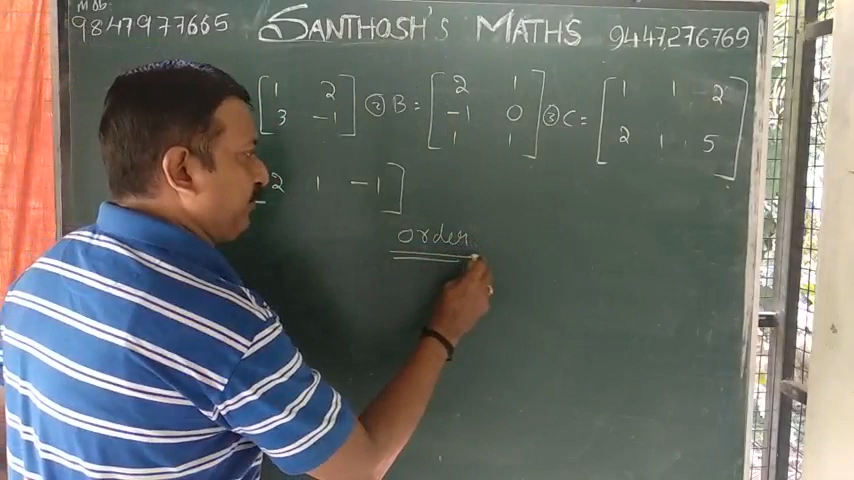 Mob
9847977665 SANTHOSH'S MATHS 9447276769
1 2 ② B = 2 1 ③ C = 1 1 -2
3 -1 -1 0 2 1 5
1 1
2 1 -1
order